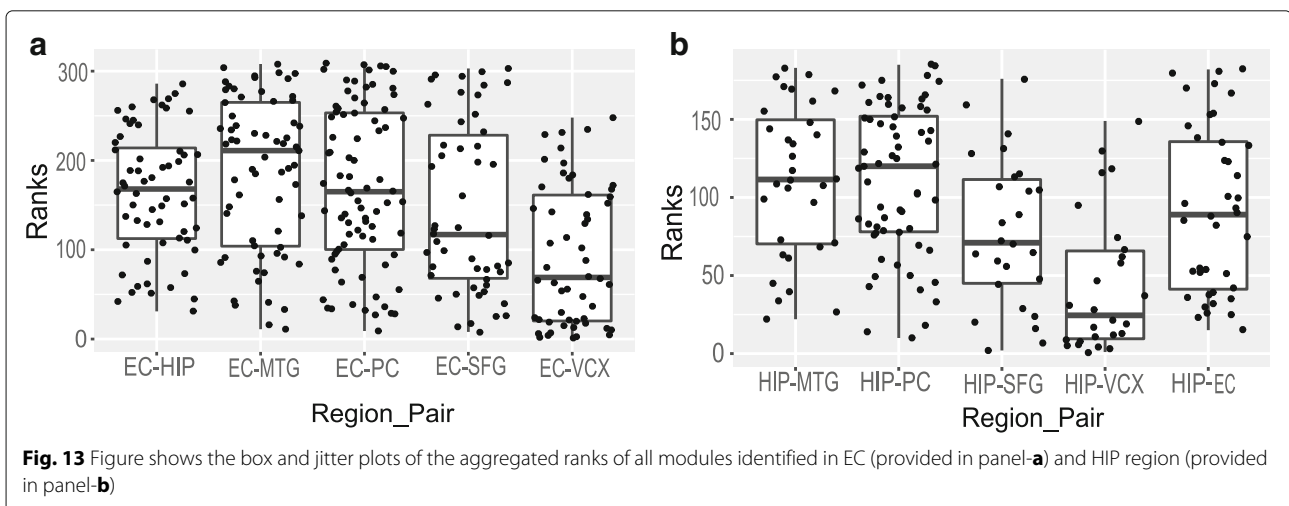 a
b
300
200
100
0
Ranks
EC-HIP EC-MTG EC-PC EC-SFG EC-VCX
Region_Pair
150
100
50
0
Ranks
HIP-MTG HIP-PC HIP-SFG HIP-VCX HIP-EC
Region_Pair
Fig. 13 Figure shows the box and jitter plots of the aggregated ranks of all modules identified in EC (provided in panel-a) and HIP region (provided
in panel-b)